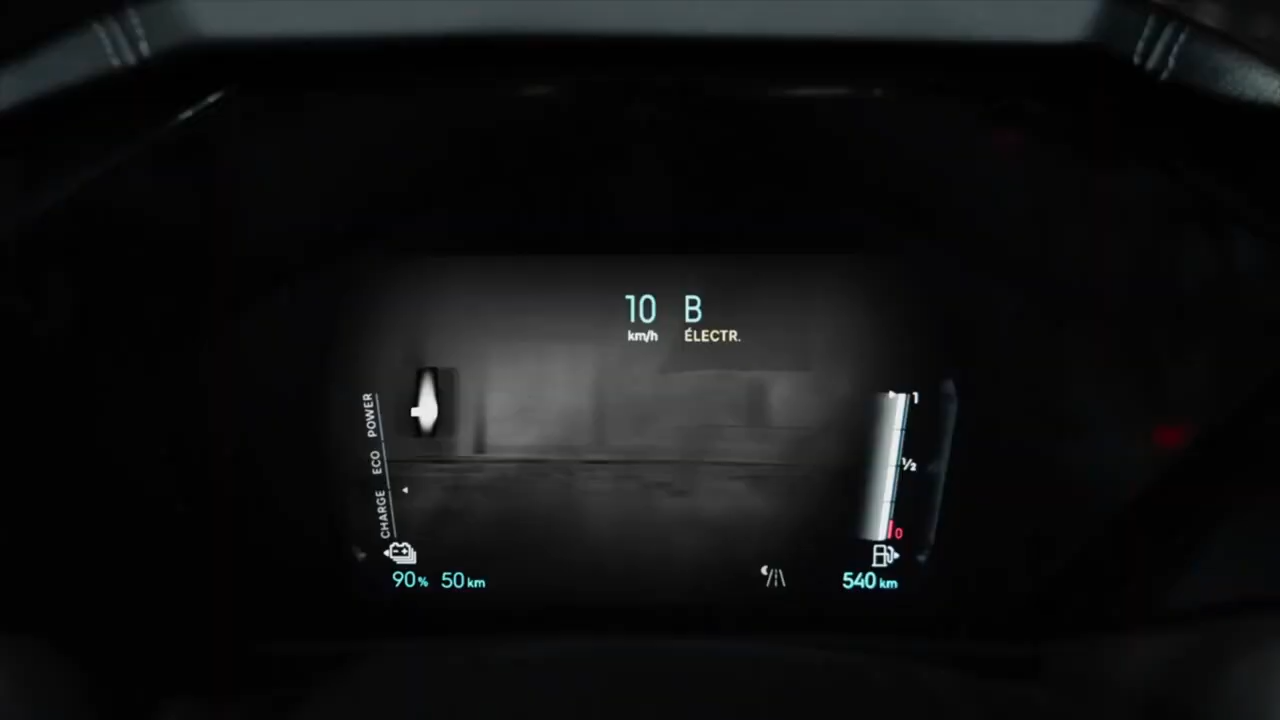 10 B
km/h ÉLECTR.
POWER
ECO
CHARGE
1
½
0
90% 50 km
540 km